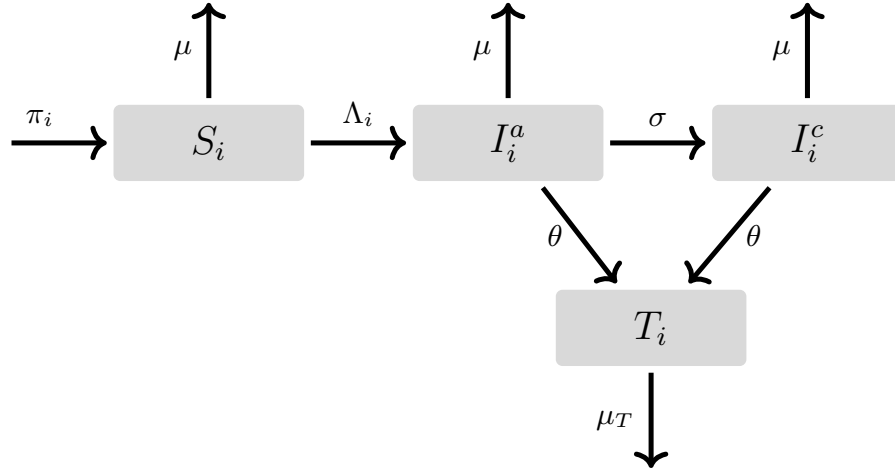 μ μ μ
π_i S_i Λ_i I_i^a σ I_i^c
θ θ
T_i
μ_T